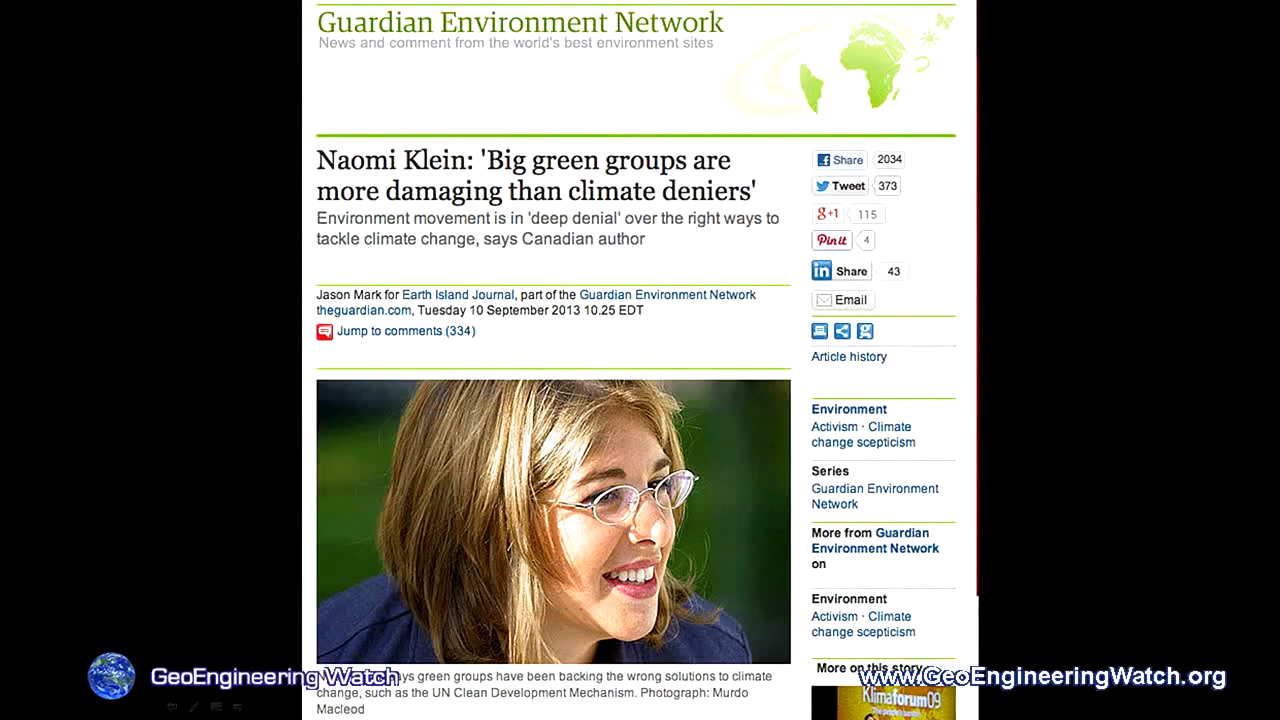 Guardian Environment Network
News and comment from the world's best environment sites
Naomi Klein: 'Big green groups are
more damaging than climate deniers'
Environment movement is in 'deep denial' over the right ways to
tackle climate change, says Canadian author
Jason Mark for Earth Island Journal, part of the Guardian Environment Network
theguardian.com, Tuesday 10 September 2013 10.25 EDT
Jump to comments (334)
Share 2034
Tweet 373
g+1 115
Pin it 4
in Share 43
Email
Article history
Environment
Activism · Climate
change scepticism
Series
Guardian Environment
Network
More from Guardian
Environment Network
on
Environment
Activism · Climate
change scepticism
More on this story
Klimaforum09
GeoEngineering Watch
www.GeoEngineeringWatch.org
green groups have been backing the wrong solutions to climate
change, such as the UN Clean Development Mechanism. Photograph: Murdo
Macleod